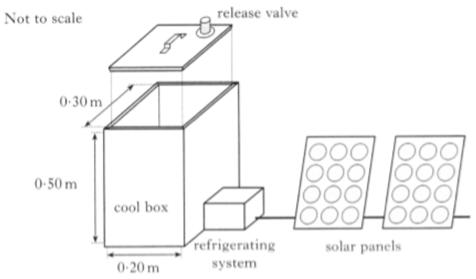 Not to scale
release valve
0·30 m
0·50 m
cool box
0·20 m
refrigerating
system
solar panels